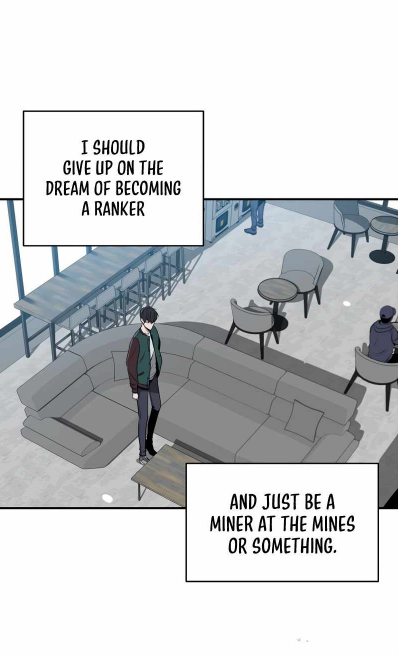 I SHOULD
GIVE UP ON THE
DREAM OF BECOMING
A RANKER
AND JUST BE A
MINER AT THE MINES
OR SOMETHING.